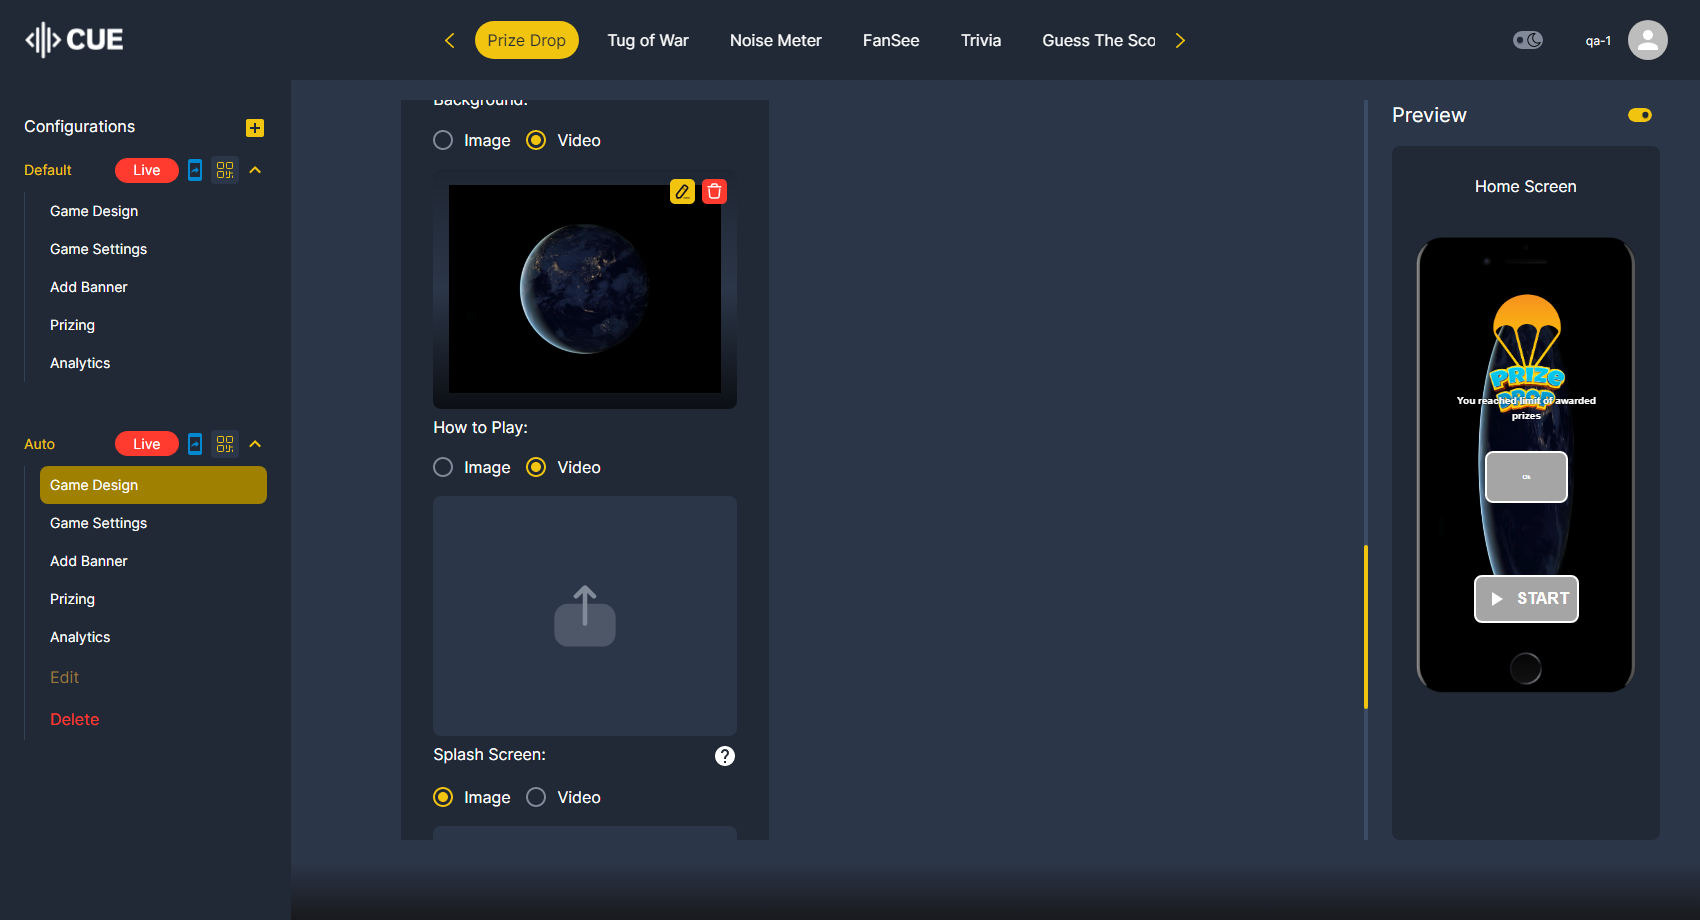 CUE
Prize Drop
Tug of War
Noise Meter
FanSee
Trivia
Guess The Sco
qa-1
Configurations
Default
Live
Game Design
Game Settings
Add Banner
Prizing
Analytics
Auto
Live
Game Design
Game Settings
Add Banner
Prizing
Analytics
Edit
Delete
Background:
Image
Video
How to Play:
Image
Video
Splash Screen:
?
Image
Video
Preview
Home Screen
PRIZE
DROP
You reached limit of awarded
prizes
Ok
START